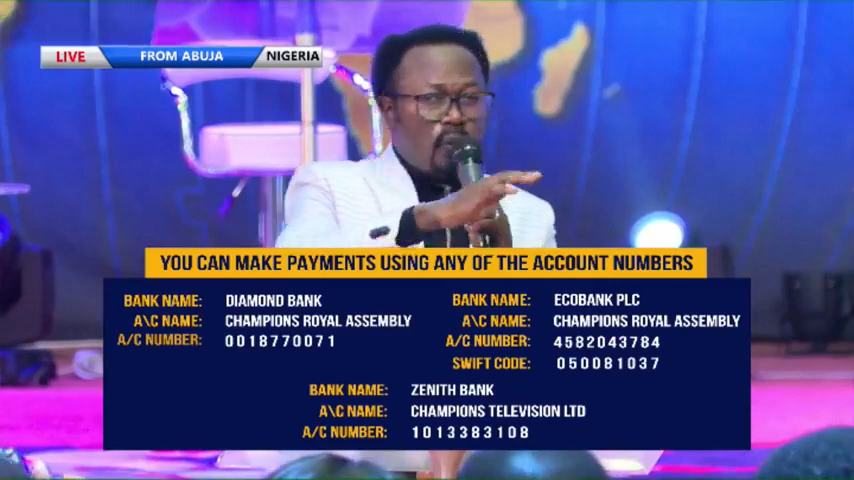 LIVE FROM ABUJA NIGERIA
YOU CAN MAKE PAYMENTS USING ANY OF THE ACCOUNT NUMBERS
BANK NAME: DIAMOND BANK
A\C NAME: CHAMPIONS ROYAL ASSEMBLY
A/C NUMBER: 0018770071
BANK NAME: ECOBANK PLC
A\C NAME: CHAMPIONS ROYAL ASSEMBLY
A/C NUMBER: 4582043784
SWIFT CODE: 050081037
BANK NAME: ZENITH BANK
A\C NAME: CHAMPIONS TELEVISION LTD
A/C NUMBER: 1013383108